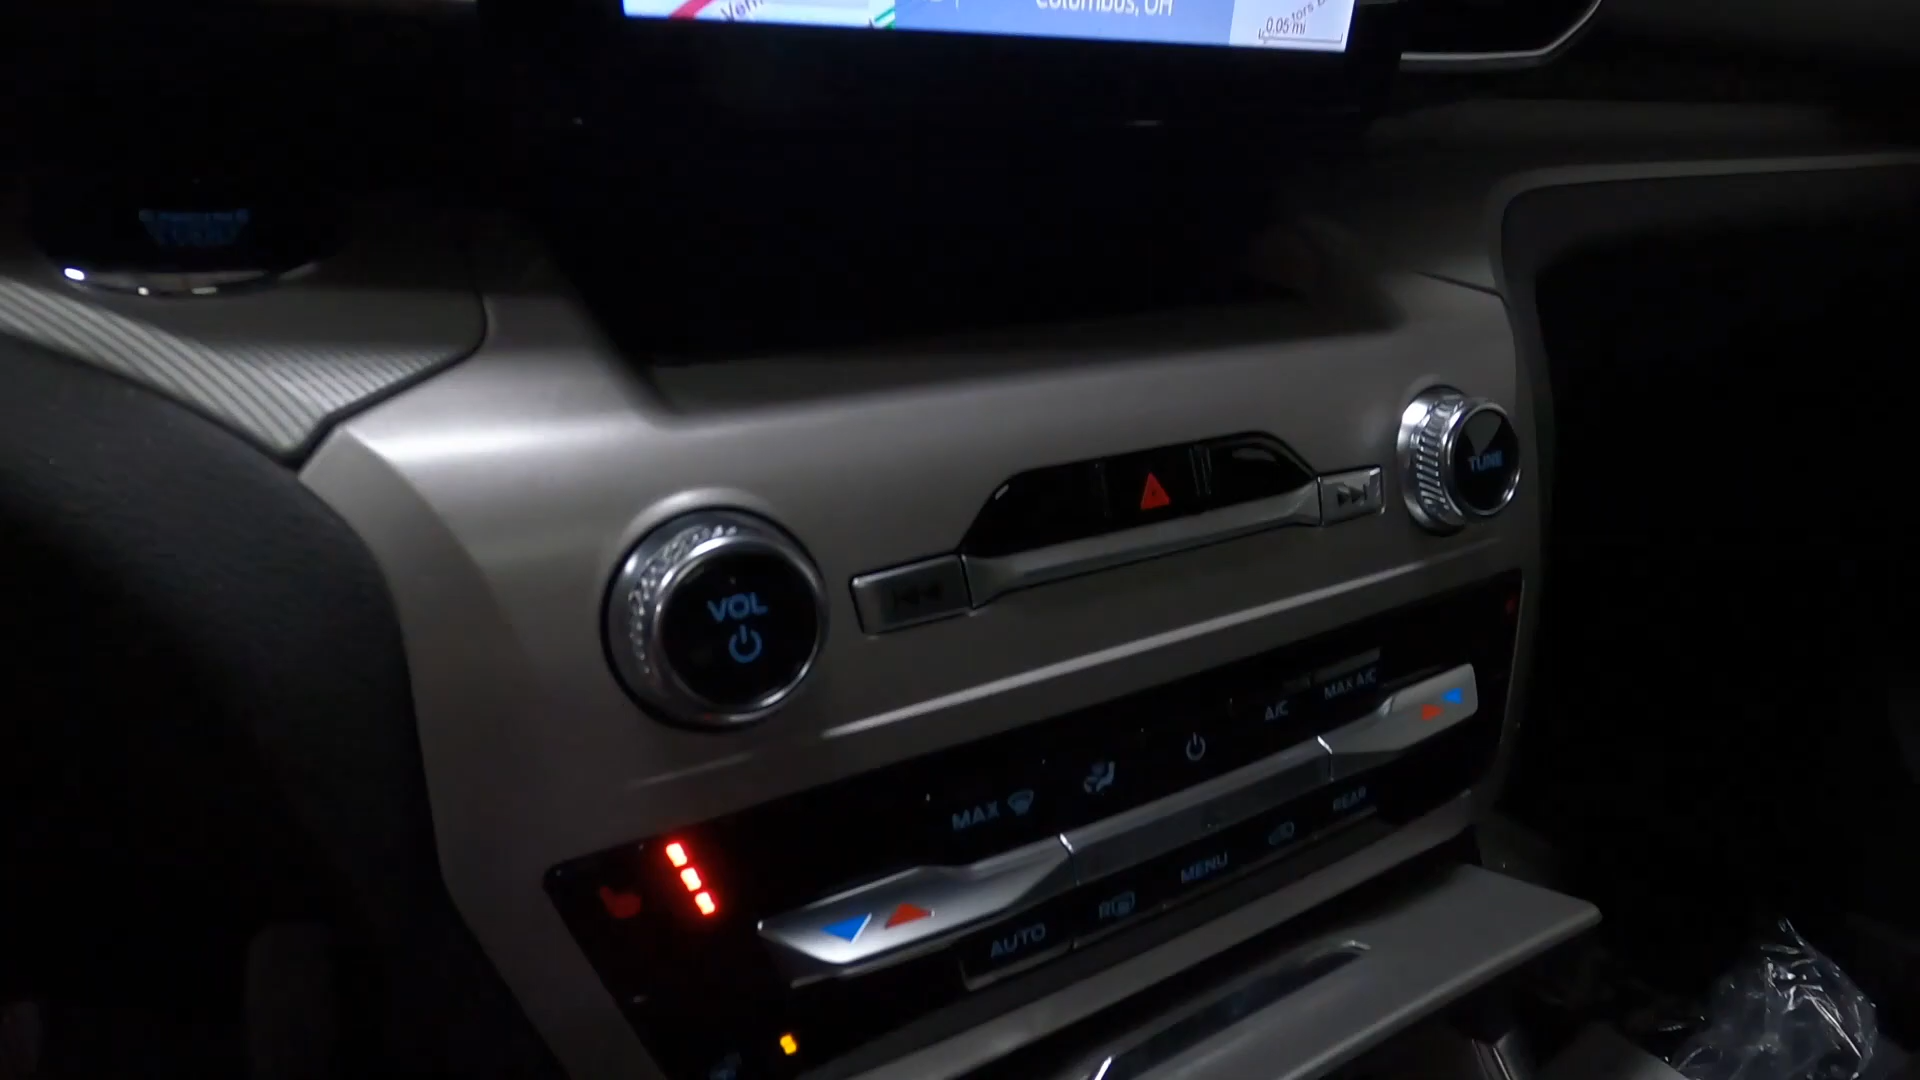 Columbus, OH
0.05 mi
TUNE
VOL
MAX A/C
A/C
MAX
REAR
MENU
R
AUTO